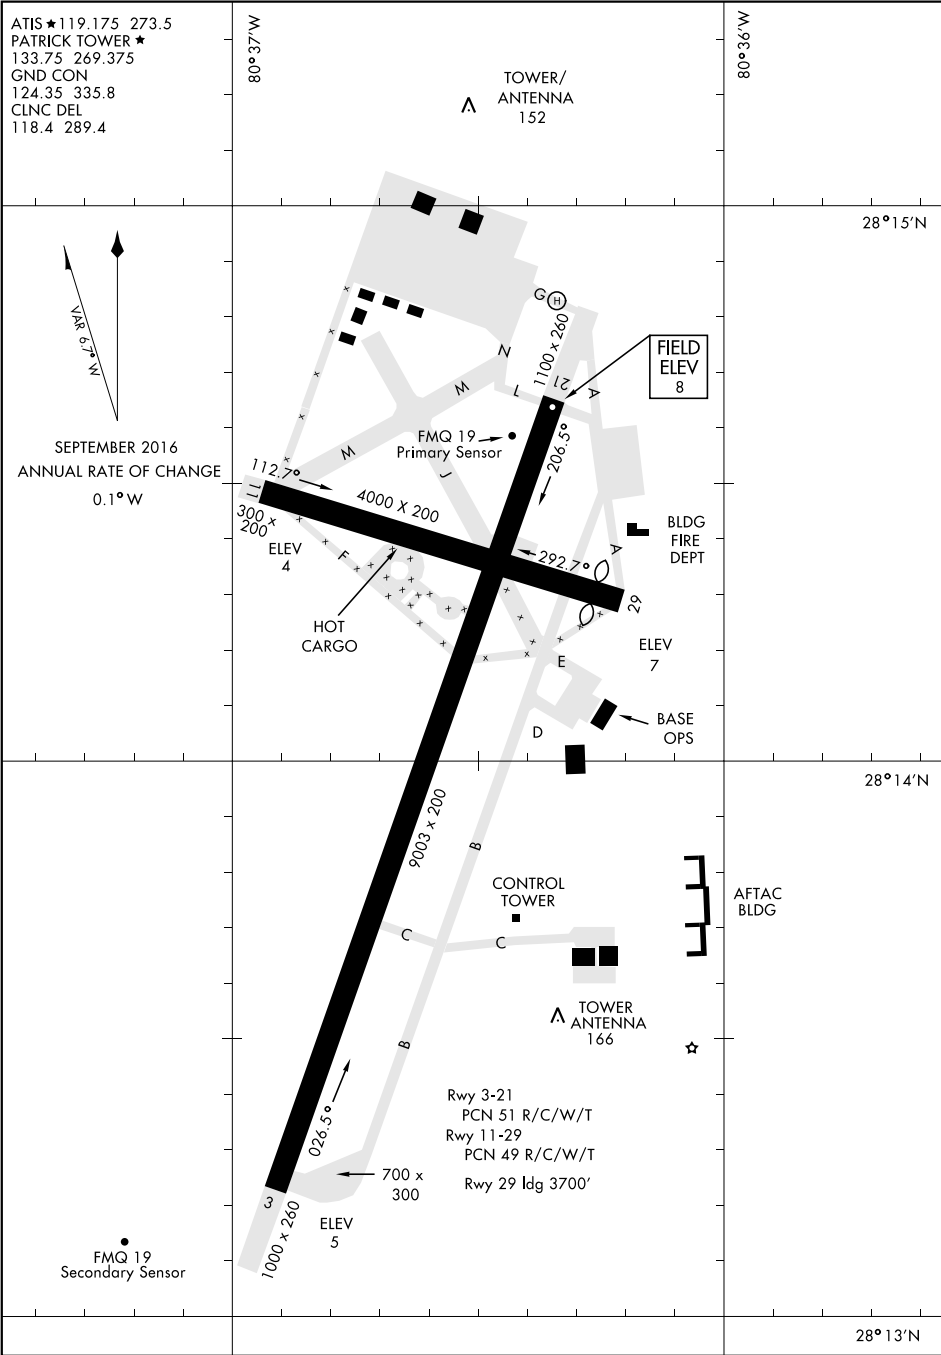 ATIS ★ 119.175 273.5
PATRICK TOWER ★
133.75 269.375
GND CON
124.35 335.8
CLNC DEL
118.4 289.4
80°37'W
80°36'W
TOWER/
ANTENNA
152
28°15'N
VAR 6.7° W
SEPTEMBER 2016
ANNUAL RATE OF CHANGE
0.1° W
G
H
1100 x 260
FIELD
ELEV
8
N
M
L
21
A
FMQ 19
Primary Sensor
206.5°
M
J
112.7°
11
4000 X 200
300 x
200
ELEV
4
F
292.7°
A
BLDG
FIRE
DEPT
29
HOT
CARGO
ELEV
7
E
D
BASE
OPS
28°14'N
9003 x 200
B
CONTROL
TOWER
AFTAC
BLDG
C
C
TOWER
ANTENNA
166
B
026.5°
Rwy 3-21
PCN 51 R/C/W/T
Rwy 11-29
PCN 49 R/C/W/T
Rwy 29 ldg 3700'
700 x
300
3
1000 x 260
ELEV
5
FMQ 19
Secondary Sensor
28°13'N